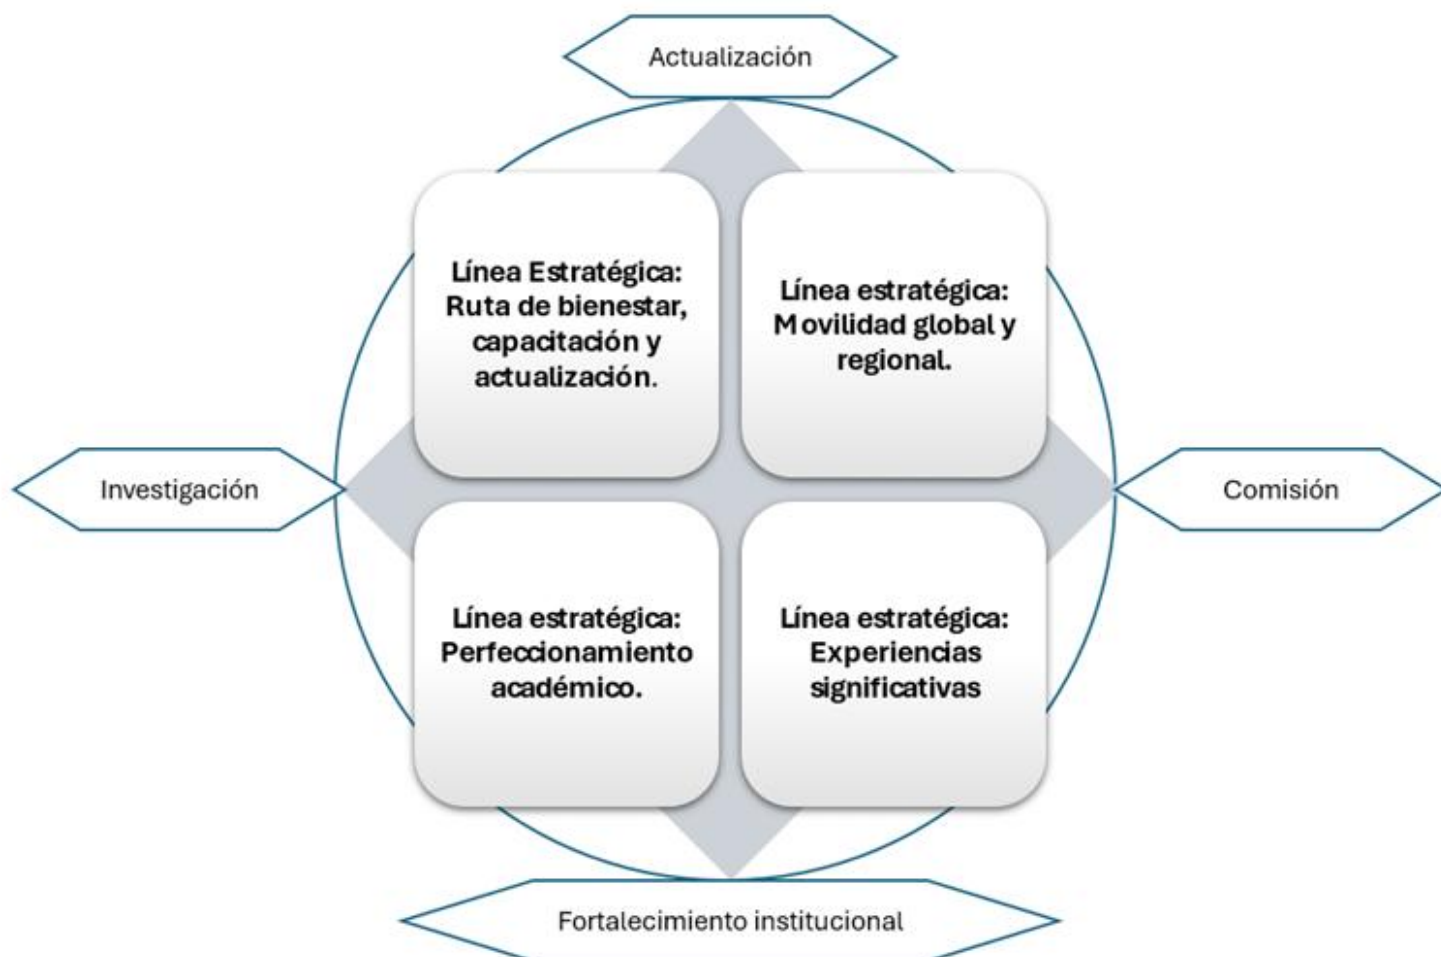 Actualización
Línea Estratégica:
Ruta de bienestar,
capacitación y
actualización.
Línea estratégica:
Movilidad global y
regional.
Investigación
Comisión
Línea estratégica:
Perfeccionamiento
académico.
Línea estratégica:
Experiencias
significativas
Fortalecimiento institucional